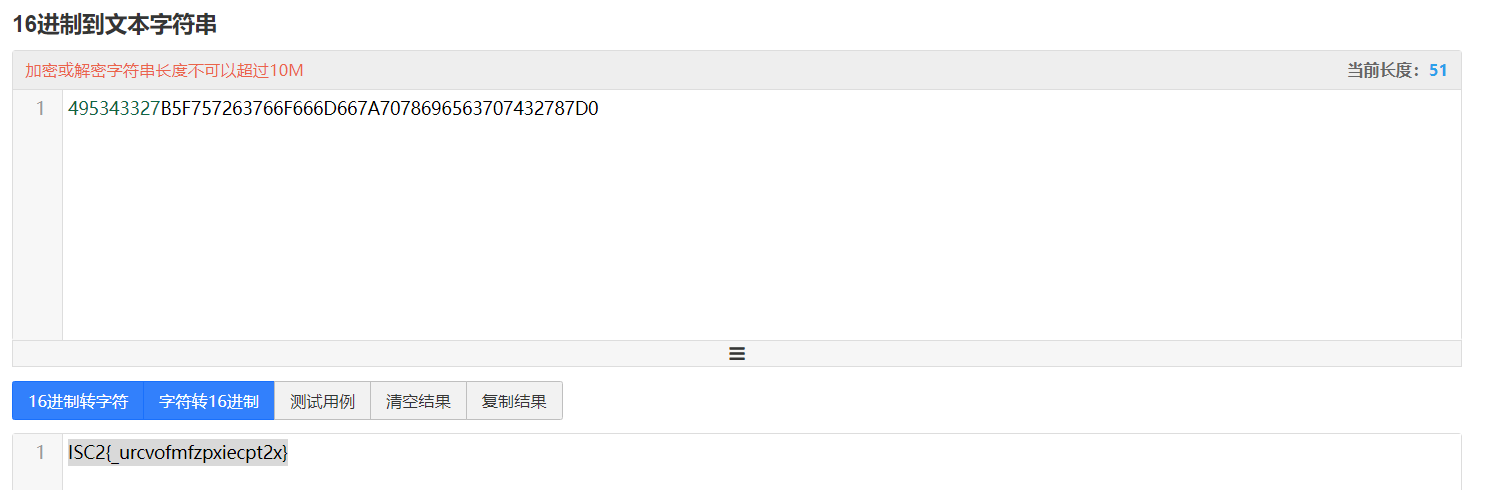 16进制到文本字符串
加密或解密字符串长度不可以超过10M 当前长度：51
1 495343327B5F757263766F666D667A7078696563707432787D0
16进制转字符 字符转16进制 测试用例 清空结果 复制结果
1 ISC2{_urcvofmfzpxiecpt2x}